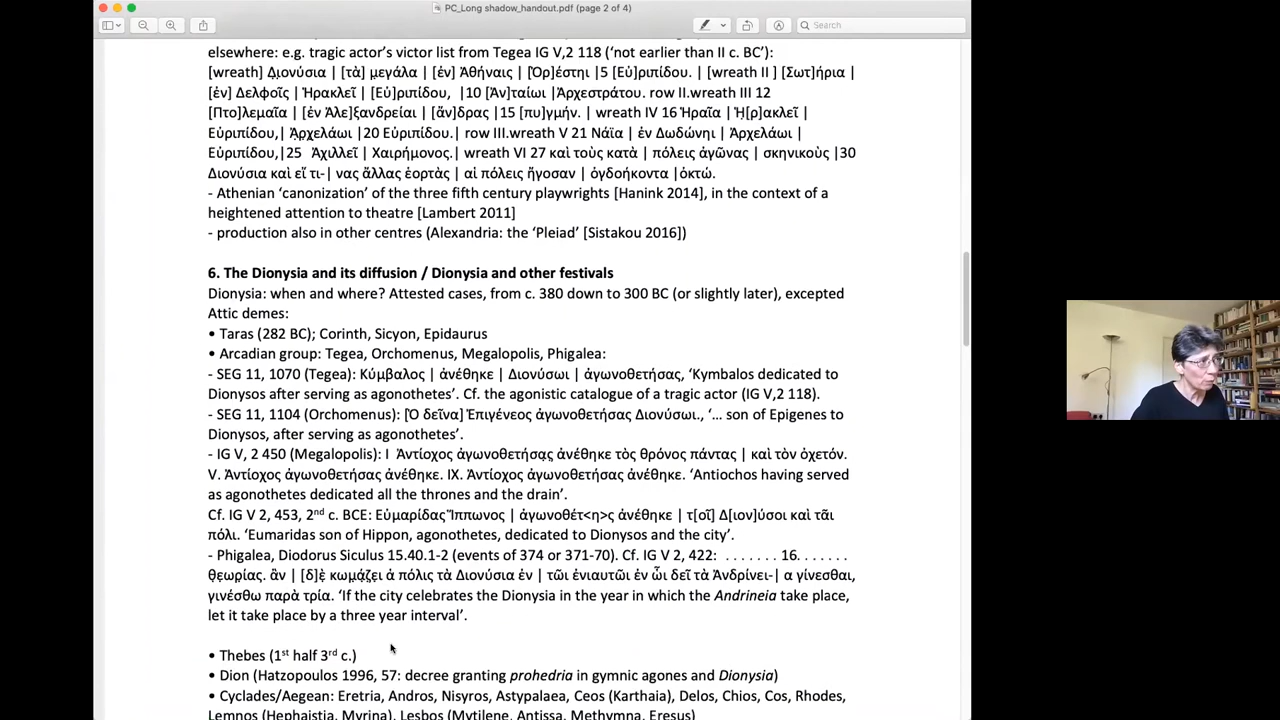 PC_Long shadow_handout.pdf (page 2 of 4)
Search
elsewhere: e.g. tragic actor's victor list from Tegea IG V,2 118 ('not earlier than II c. BC'):
[wreath] Δ̣ιονύσια | [τὰ] μεγάλα | [ἐν] Ἀθήναις | [Ὀρ]έστηι |5 [Εὐ]ριπίδου. | [wreath II ] [Σωτ]ήρια |
[ἐν] Δελφοῖς | Ἡρακλεῖ | [Εὐ]ριπίδου, |10 [Ἀν]ταίωι |Ἀρχεστράτου. row II.wreath III 12
[Πτο]λεμαῖα | [ἐν Ἀλε]ξανδρείαι | [ἄν]δρας |15 [πυ]γμήν. | wreath IV 16 Ἡραῖα |Ἡ̣[ρ]ακλεῖ |
Εὐριπίδου,| Ἀρ̣χελάωι |20 Εὐριπίδου.| row III.wreath V 21 Νάϊα | ἐν Δωδώνηι | Ἀρχελάωι |
Εὐριπίδου,|25 Ἀχιλλεῖ | Χαιρήμονος.| wreath VI 27 καὶ τοὺς κατὰ | πόλεις ἀγῶνας | σκηνικοὺς |30
Διονύσια καὶ εἴ τι-| νας ἄλλας ἑορτὰς | αἱ πόλεις ἤγοσαν | ὀγδοήκοντα |ὀκτώ.
- Athenian 'canonization' of the three fifth century playwrights [Hanink 2014], in the context of a
heightened attention to theatre [Lambert 2011]
- production also in other centres (Alexandria: the 'Pleiad' [Sistakou 2016])
6. The Dionysia and its diffusion / Dionysia and other festivals
Dionysia: when and where? Attested cases, from c. 380 down to 300 BC (or slightly later), excepted
Attic demes:
• Taras (282 BC); Corinth, Sicyon, Epidaurus
• Arcadian group: Tegea, Orchomenus, Megalopolis, Phigalea:
- SEG 11, 1070 (Tegea): Κύμβαλος | ἀνέθηκε | Διονύσωι | ἀγωνοθετήσας, 'Kymbalos dedicated to
Dionysos after serving as agonothetes'. Cf. the agonistic catalogue of a tragic actor (IG V,2 118).
- SEG 11, 1104 (Orchomenus): [Ὁ δεῖνα] Ἐπιγένεος ἀγωνοθετήσας Διονύσωι., '... son of Epigenes to
Dionysos, after serving as agonothetes'.
- IG V, 2 450 (Megalopolis): I Ἀντίοχος ἀγωνοθετήσα̣ς ἀνέθηκε τὸς θρόνος πάντας | καὶ τὸν ὀχετόν.
V. Ἀντίοχος ἀγωνοθετήσας ἀνέθηκε. IX. Ἀντίοχος ἀγωνοθετήσας ἀνέθηκε. 'Antiochos having served
as agonothetes dedicated all the thrones and the drain'.
Cf. IG V 2, 453, 2nd c. BCE: Εὐμαρίδας Ἵππωνος | ἀγωνοθέτ<η>ς ἀνέθηκε | τ[οῖ] Δ[ιον]ύσοι καὶ τᾶι
πόλι. 'Eumaridas son of Hippon, agonothetes, dedicated to Dionysos and the city'.
- Phigalea, Diodorus Siculus 15.40.1-2 (events of 374 or 371-70). Cf. IG V 2, 422: . . . . . . . 16. . . . . . .
θ̣ε̣ωρίας. ἂν | [δ]ὲ̣ κωμά̣ζ̣ει ἁ πόλις τὰ Διονύσια ἐν | τῶι ἐνιαυτῶι ἐν ὧι δεῖ τὰ Ἀνδρίνει-| α γίνεσθαι,
γινέσθω παρὰ τρία. 'If the city celebrates the Dionysia in the year in which the Andrineia take place,
let it take place by a three year interval'.
• Thebes (1st half 3rd c.)
• Dion (Hatzopoulos 1996, 57: decree granting prohedria in gymnic agones and Dionysia)
• Cyclades/Aegean: Eretria, Andros, Nisyros, Astypalaea, Ceos (Karthaia), Delos, Chios, Cos, Rhodes,
Lemnos (Hephaistia, Myrina), Lesbos (Mytilene, Antissa, Methymna, Eresus)